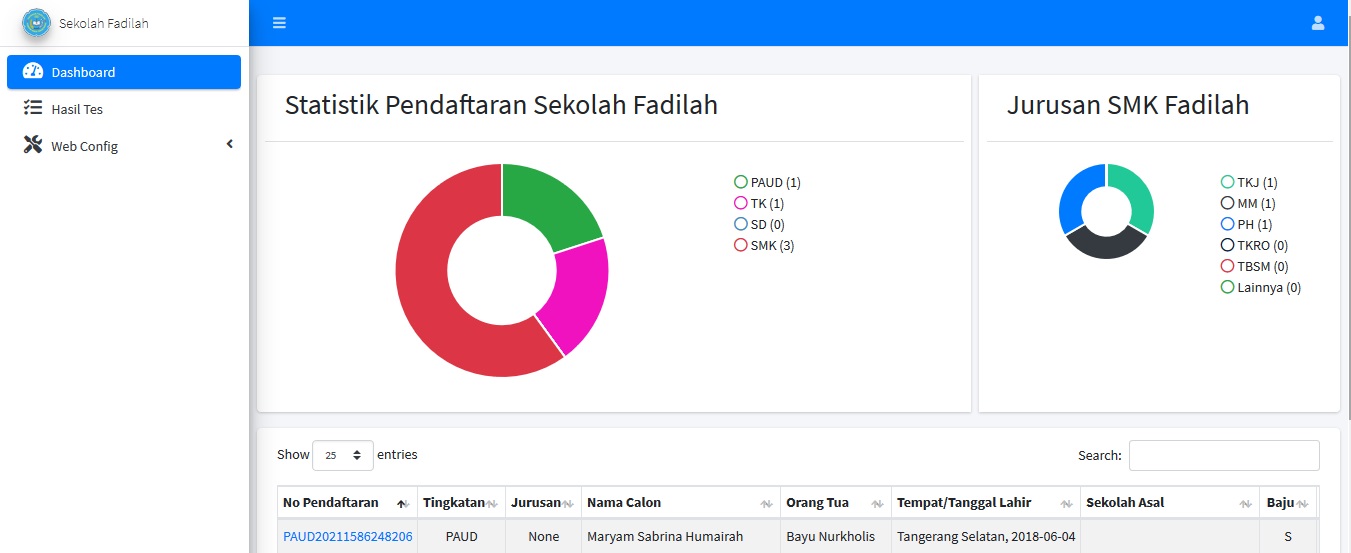 Sekolah Fadilah
Dashboard
Hasil Tes
Web Config
Statistik Pendaftaran Sekolah Fadilah
PAUD (1)
TK (1)
SD (0)
SMK (3)
Jurusan SMK Fadilah
TKJ (1)
MM (1)
PH (1)
TKRO (0)
TBSM (0)
Lainnya (0)
Show 25 entries
Search:
No Pendaftaran Tingkatan Jurusan Nama Calon Orang Tua Tempat/Tanggal Lahir Sekolah Asal Baju
PAUD20211586248206 PAUD None Maryam Sabrina Humairah Bayu Nurkholis Tangerang Selatan, 2018-06-04 S